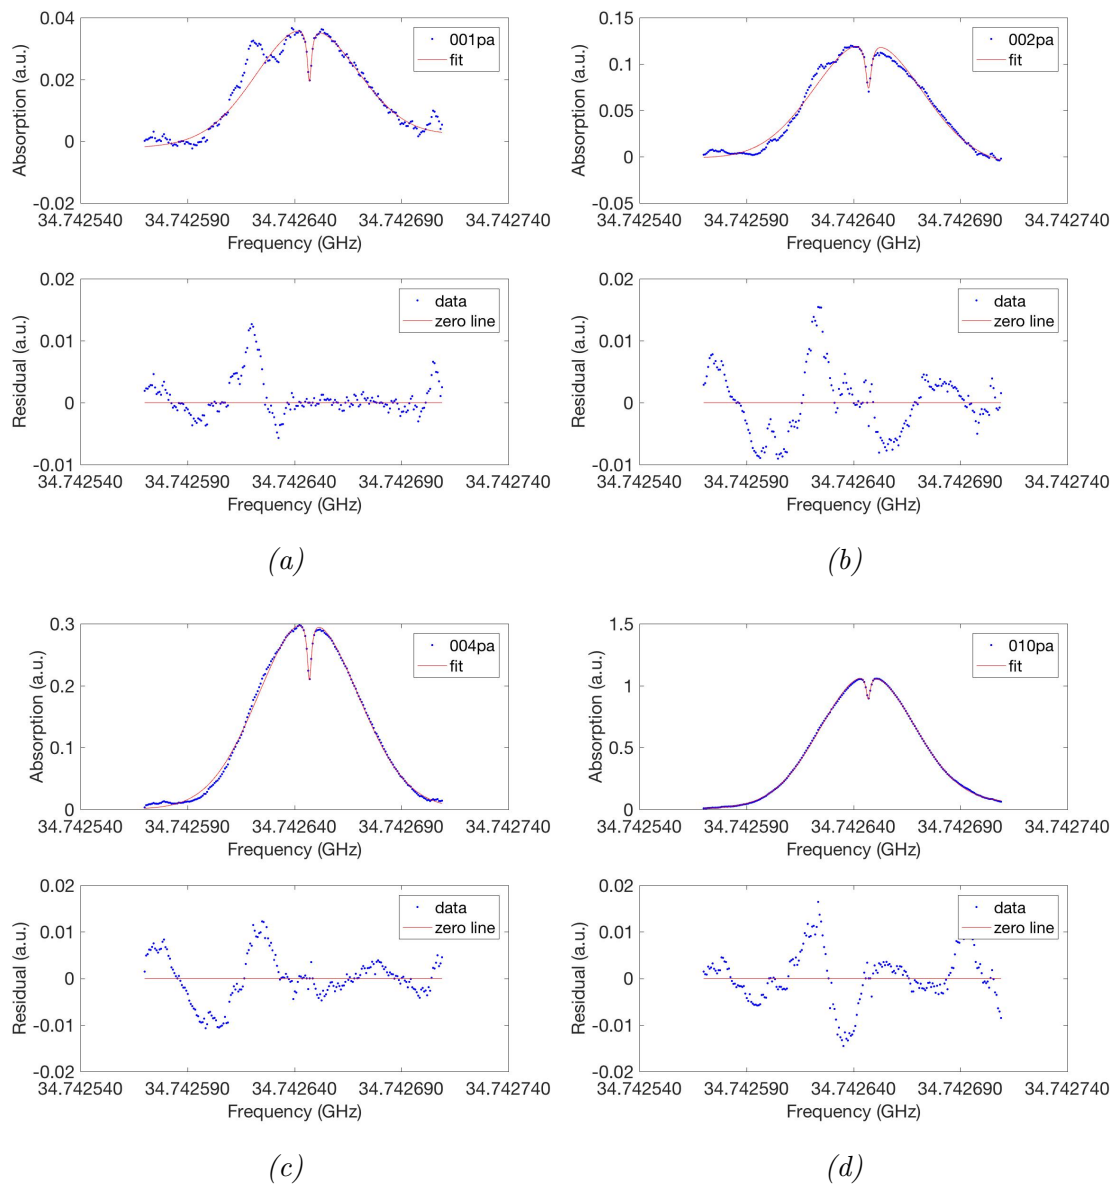 0.04
0.02
0
-0.02
Absorption (a.u.)
001pa
fit
34.742540 34.742590 34.742640 34.742690 34.742740
Frequency (GHz)
0.15
0.1
0.05
0
-0.05
Absorption (a.u.)
002pa
fit
34.742540 34.742590 34.742640 34.742690 34.742740
Frequency (GHz)
0.02
0.01
0
-0.01
Residual (a.u.)
data
zero line
34.742540 34.742590 34.742640 34.742690 34.742740
Frequency (GHz)
0.02
0.01
0
-0.01
Residual (a.u.)
data
zero line
34.742540 34.742590 34.742640 34.742690 34.742740
Frequency (GHz)
(a)
(b)
0.3
0.2
0.1
0
Absorption (a.u.)
004pa
fit
34.742540 34.742590 34.742640 34.742690 34.742740
Frequency (GHz)
1.5
1
0.5
0
Absorption (a.u.)
010pa
fit
34.742540 34.742590 34.742640 34.742690 34.742740
Frequency (GHz)
0.02
0.01
0
-0.01
-0.02
Residual (a.u.)
data
zero line
34.742540 34.742590 34.742640 34.742690 34.742740
Frequency (GHz)
0.02
0.01
0
-0.01
-0.02
Residual (a.u.)
data
zero line
34.742540 34.742590 34.742640 34.742690 34.742740
Frequency (GHz)
(c)
(d)